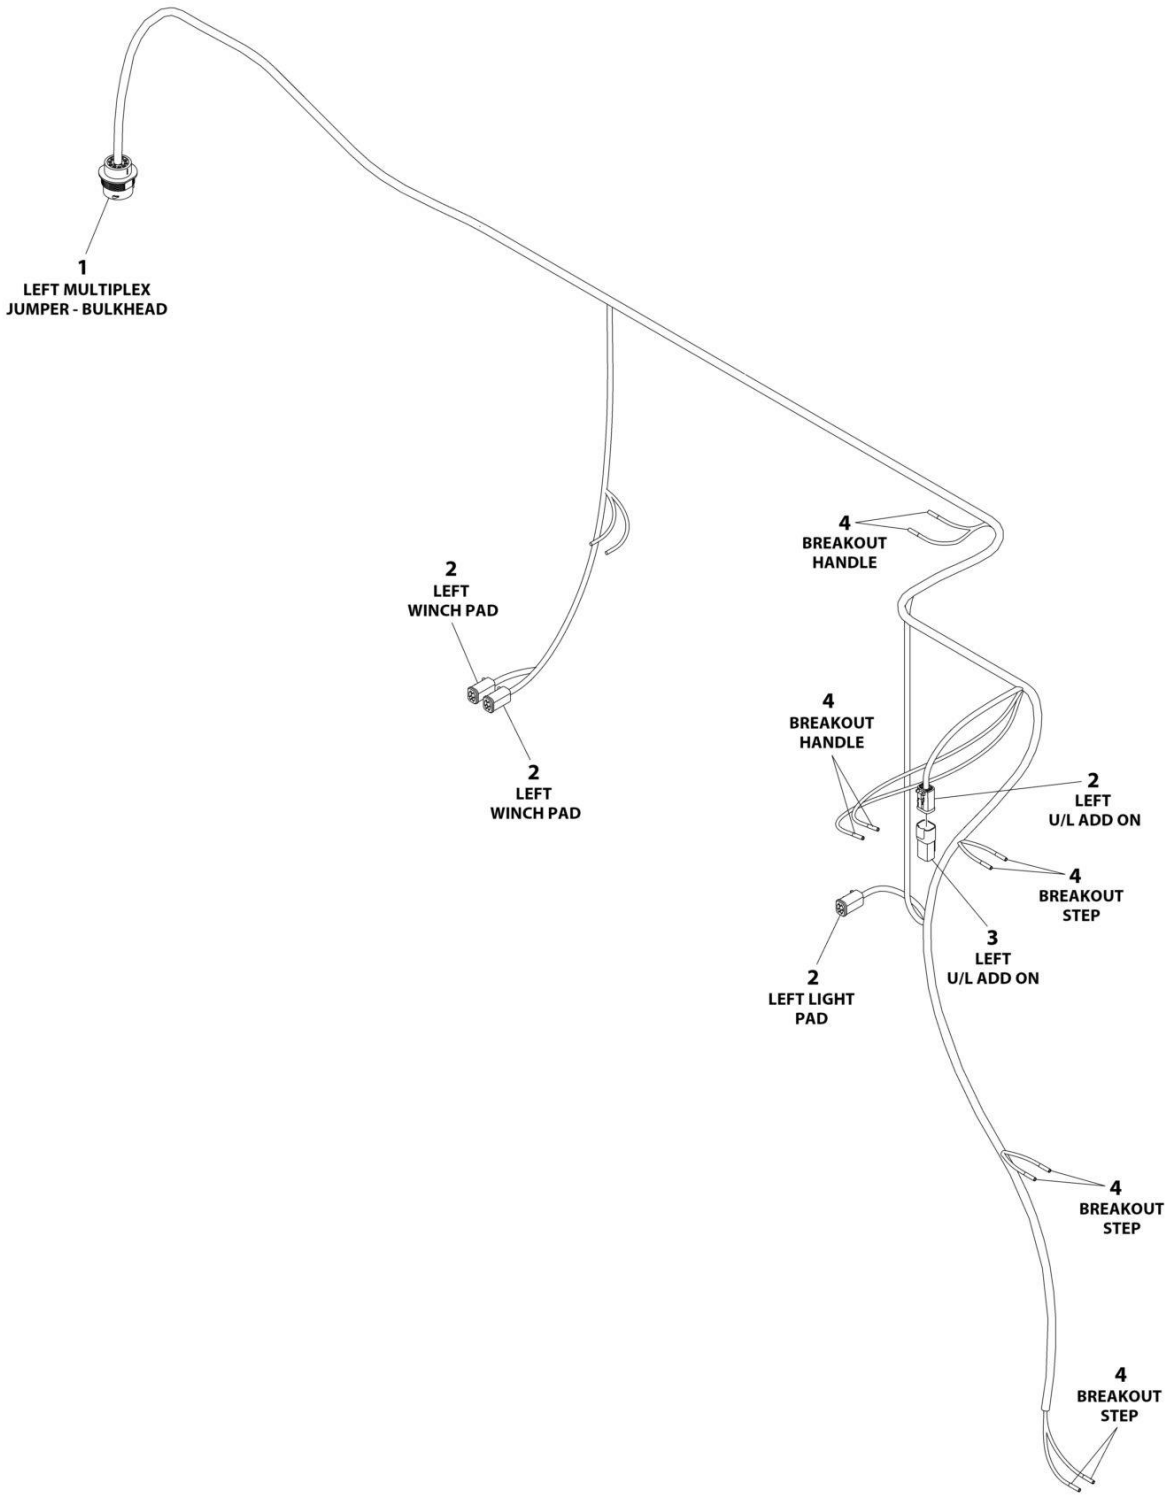 1
LEFT MULTIPLEX
JUMPER - BULKHEAD
4
BREAKOUT
HANDLE
2
LEFT
WINCH PAD
4
BREAKOUT
HANDLE
2
LEFT
WINCH PAD
2
LEFT
U/L ADD ON
4
BREAKOUT
STEP
3
LEFT
U/L ADD ON
2
LEFT LIGHT
PAD
4
BREAKOUT
STEP
4
BREAKOUT
STEP